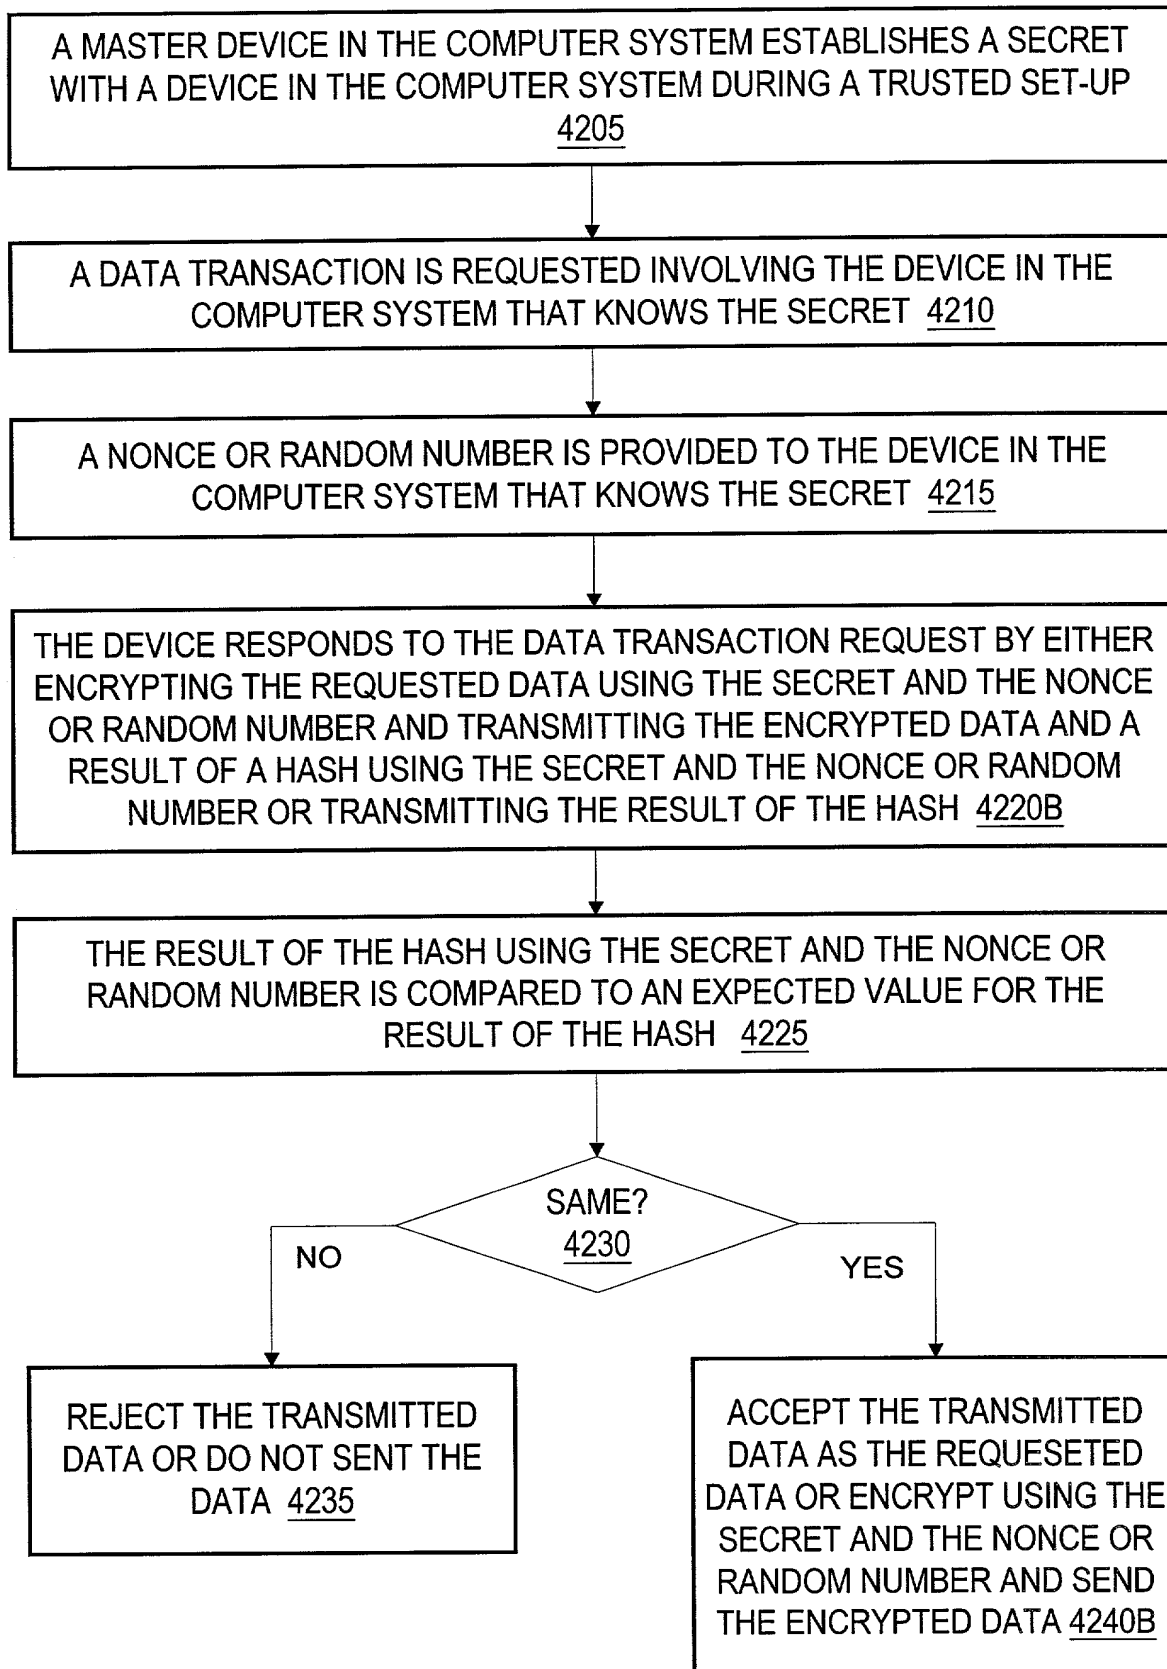 A MASTER DEVICE IN THE COMPUTER SYSTEM ESTABLISHES A SECRET
WITH A DEVICE IN THE COMPUTER SYSTEM DURING A TRUSTED SET-UP
4205
A DATA TRANSACTION IS REQUESTED INVOLVING THE DEVICE IN THE
COMPUTER SYSTEM THAT KNOWS THE SECRET 4210
A NONCE OR RANDOM NUMBER IS PROVIDED TO THE DEVICE IN THE
COMPUTER SYSTEM THAT KNOWS THE SECRET 4215
THE DEVICE RESPONDS TO THE DATA TRANSACTION REQUEST BY EITHER
ENCRYPTING THE REQUESTED DATA USING THE SECRET AND THE NONCE
OR RANDOM NUMBER AND TRANSMITTING THE ENCRYPTED DATA AND A
RESULT OF A HASH USING THE SECRET AND THE NONCE OR RANDOM
NUMBER OR TRANSMITTING THE RESULT OF THE HASH 4220B
THE RESULT OF THE HASH USING THE SECRET AND THE NONCE OR
RANDOM NUMBER IS COMPARED TO AN EXPECTED VALUE FOR THE
RESULT OF THE HASH 4225
SAME?
4230
NO
YES
REJECT THE TRANSMITTED
DATA OR DO NOT SENT THE
DATA 4235
ACCEPT THE TRANSMITTED
DATA AS THE REQUESETED
DATA OR ENCRYPT USING THE
SECRET AND THE NONCE OR
RANDOM NUMBER AND SEND
THE ENCRYPTED DATA 4240B